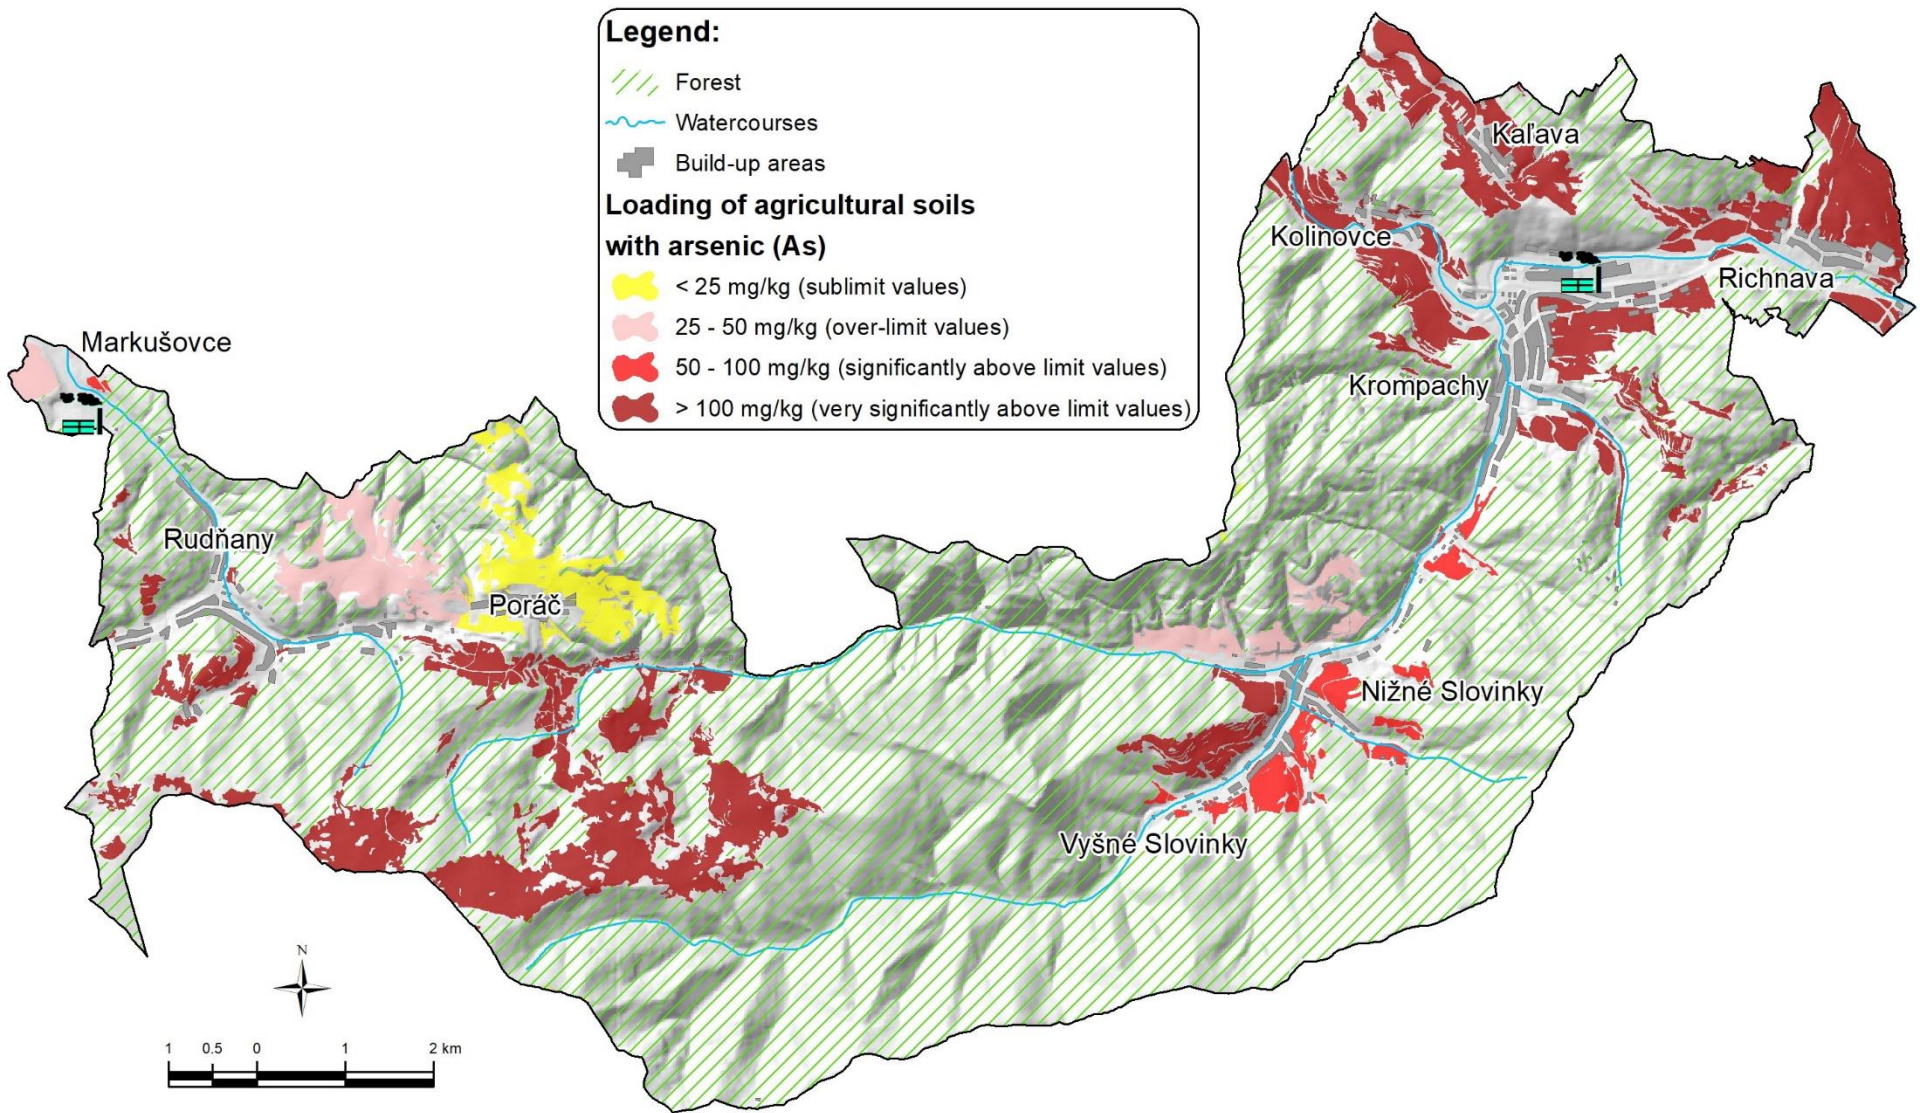 Legend:
Forest
Watercourses
Build-up areas
Loading of agricultural soils
with arsenic (As)
< 25 mg/kg (sublimit values)
25 - 50 mg/kg (over-limit values)
50 - 100 mg/kg (significantly above limit values)
> 100 mg/kg (very significantly above limit values)
Kaľava
Kolinovce
Richnava
Markušovce
Krompachy
Rudňany
Poráč
Nižné Slovinky
Vyšné Slovinky
N
1 0.5 0 1 2 km